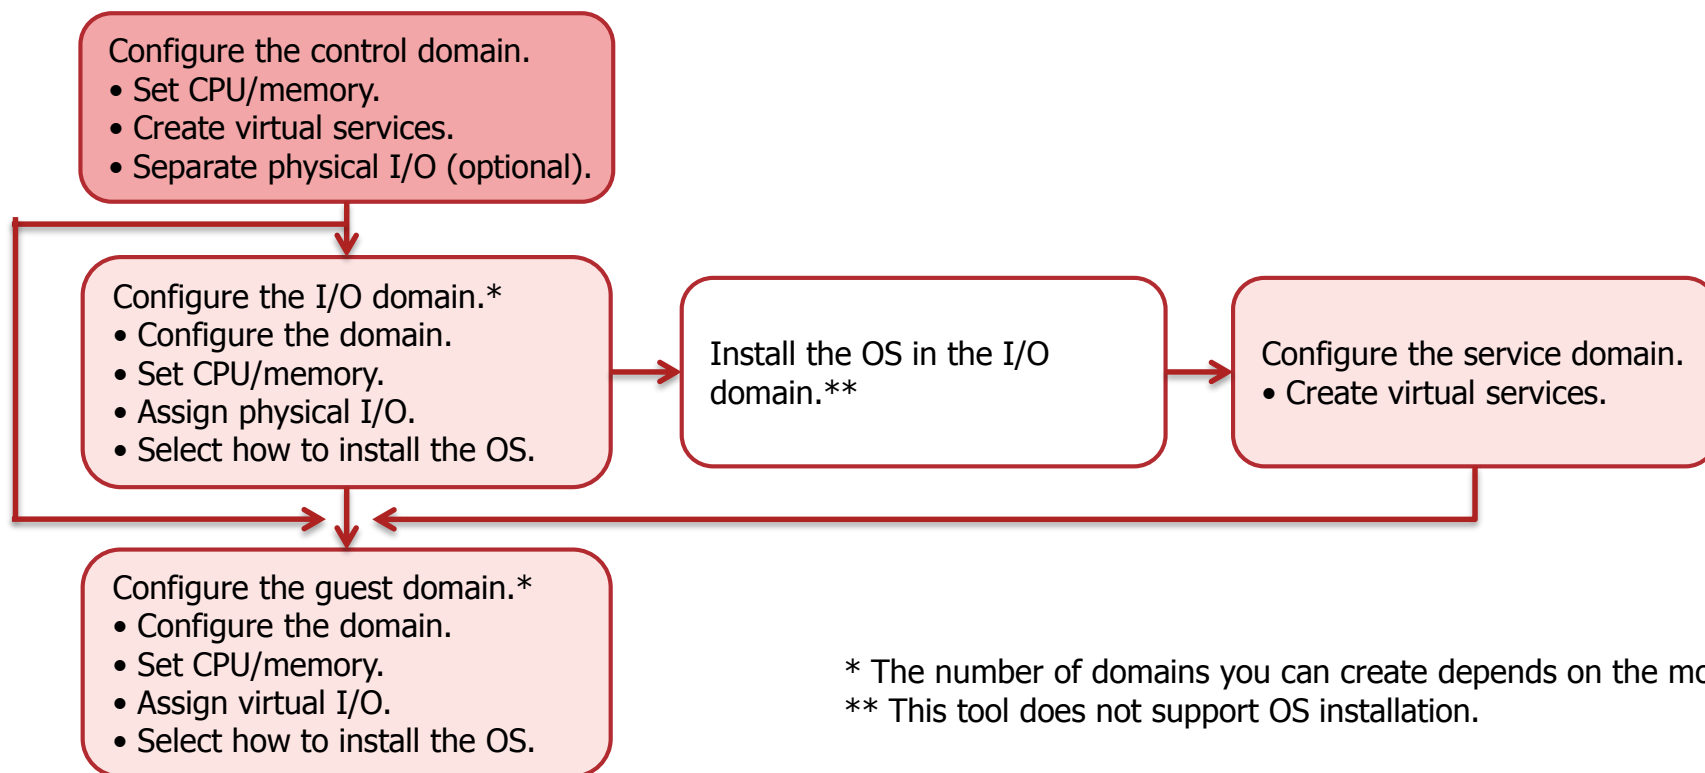 Configure the control domain.
• Set CPU/memory.
• Create virtual services.
• Separate physical I/O (optional).
Configure the I/O domain.*
• Configure the domain.
• Set CPU/memory.
• Assign physical I/O.
• Select how to install the OS.
Install the OS in the I/O
domain.**
Configure the service domain.
• Create virtual services.
Configure the guest domain.*
• Configure the domain.
• Set CPU/memory.
• Assign virtual I/O.
• Select how to install the OS.
* The number of domains you can create depends on the
** This tool does not support OS installation.